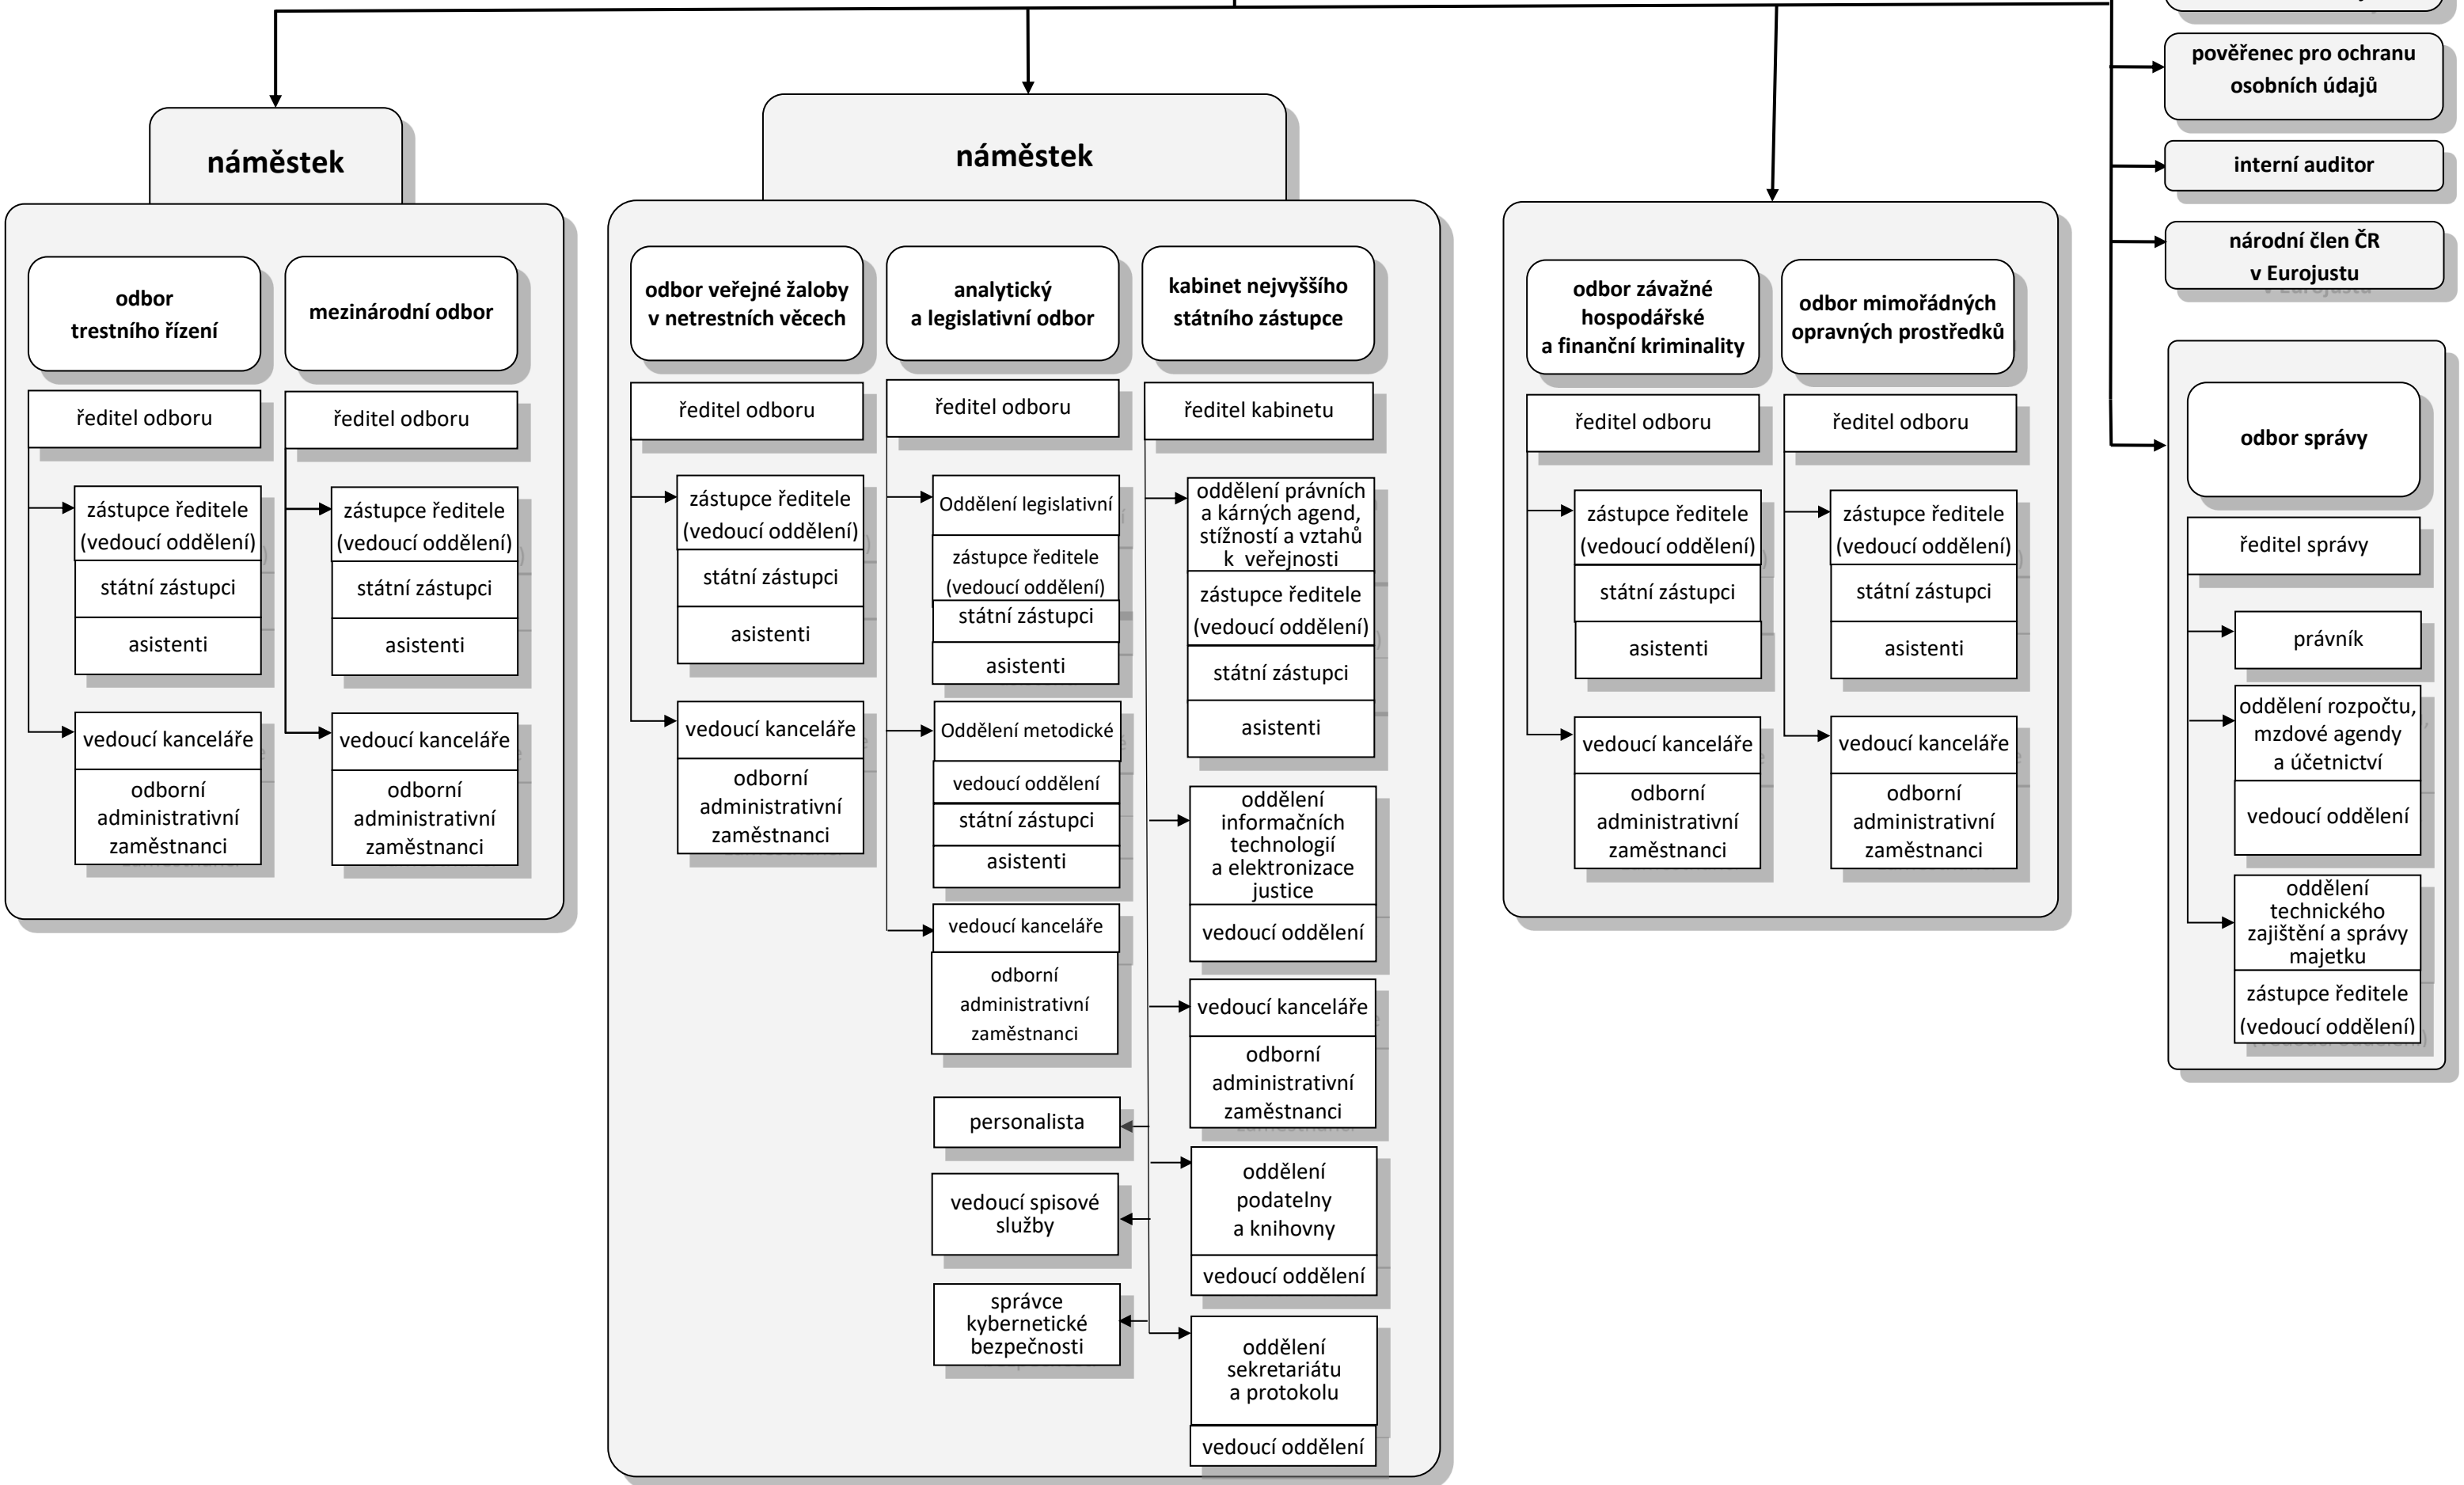 pověřenec pro ochranu
osobních údajů
interní auditor
národní člen ČR
v Eurojustu
náměstek
odbor
trestního řízení
ředitel odboru
zástupce ředitele
(vedoucí oddělení)
státní zástupci
asistenti
vedoucí kanceláře
odborní
administrativní
zaměstnanci
mezinárodní odbor
ředitel odboru
zástupce ředitele
(vedoucí oddělení)
státní zástupci
asistenti
vedoucí kanceláře
odborní
administrativní
zaměstnanci
náměstek
odbor veřejné žaloby
v netrestních věcech
ředitel odboru
zástupce ředitele
(vedoucí oddělení)
státní zástupci
asistenti
vedoucí kanceláře
odborní
administrativní
zaměstnanci
analytický
a legislativní odbor
ředitel odboru
Oddělení legislativní
zástupce ředitele
(vedoucí oddělení)
státní zástupci
asistenti
Oddělení metodické
vedoucí oddělení
státní zástupci
asistenti
vedoucí kanceláře
odborní
administrativní
zaměstnanci
kabinet nejvyššího
státního zástupce
ředitel kabinetu
oddělení právních
a kárných agend,
stížností a vztahů
k veřejnosti
zástupce ředitele
(vedoucí oddělení)
státní zástupci
asistenti
oddělení
informačních
technologií
a elektronizace
justice
vedoucí oddělení
vedoucí kanceláře
odborní
administrativní
zaměstnanci
personalista
oddělení
podatelny
a knihovny
vedoucí oddělení
vedoucí spisové
služby
správce
kybernetické
bezpečnosti
oddělení
sekretariátu
a protokolu
vedoucí oddělení
odbor závažné
hospodářské
a finanční kriminality
ředitel odboru
zástupce ředitele
(vedoucí oddělení)
státní zástupci
asistenti
vedoucí kanceláře
odborní
administrativní
zaměstnanci
odbor mimořádných
opravných prostředků
ředitel odboru
zástupce ředitele
(vedoucí oddělení)
státní zástupci
asistenti
vedoucí kanceláře
odborní
administrativní
zaměstnanci
odbor správy
ředitel správy
právník
oddělení rozpočtu,
mzdové agendy
a účetnictví
vedoucí oddělení
oddělení
technického
zajištění a správy
majetku
zástupce ředitele
(vedoucí oddělení)